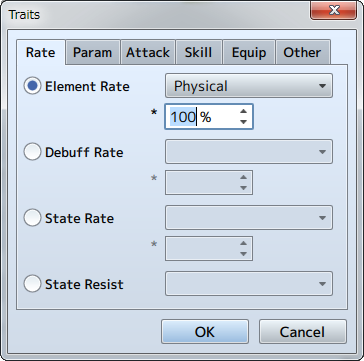 Traits
Rate Param Attack Skill Equip Other
Element Rate Physical
* 100 %
Debuff Rate
*
State Rate
*
State Resist
OK Cancel